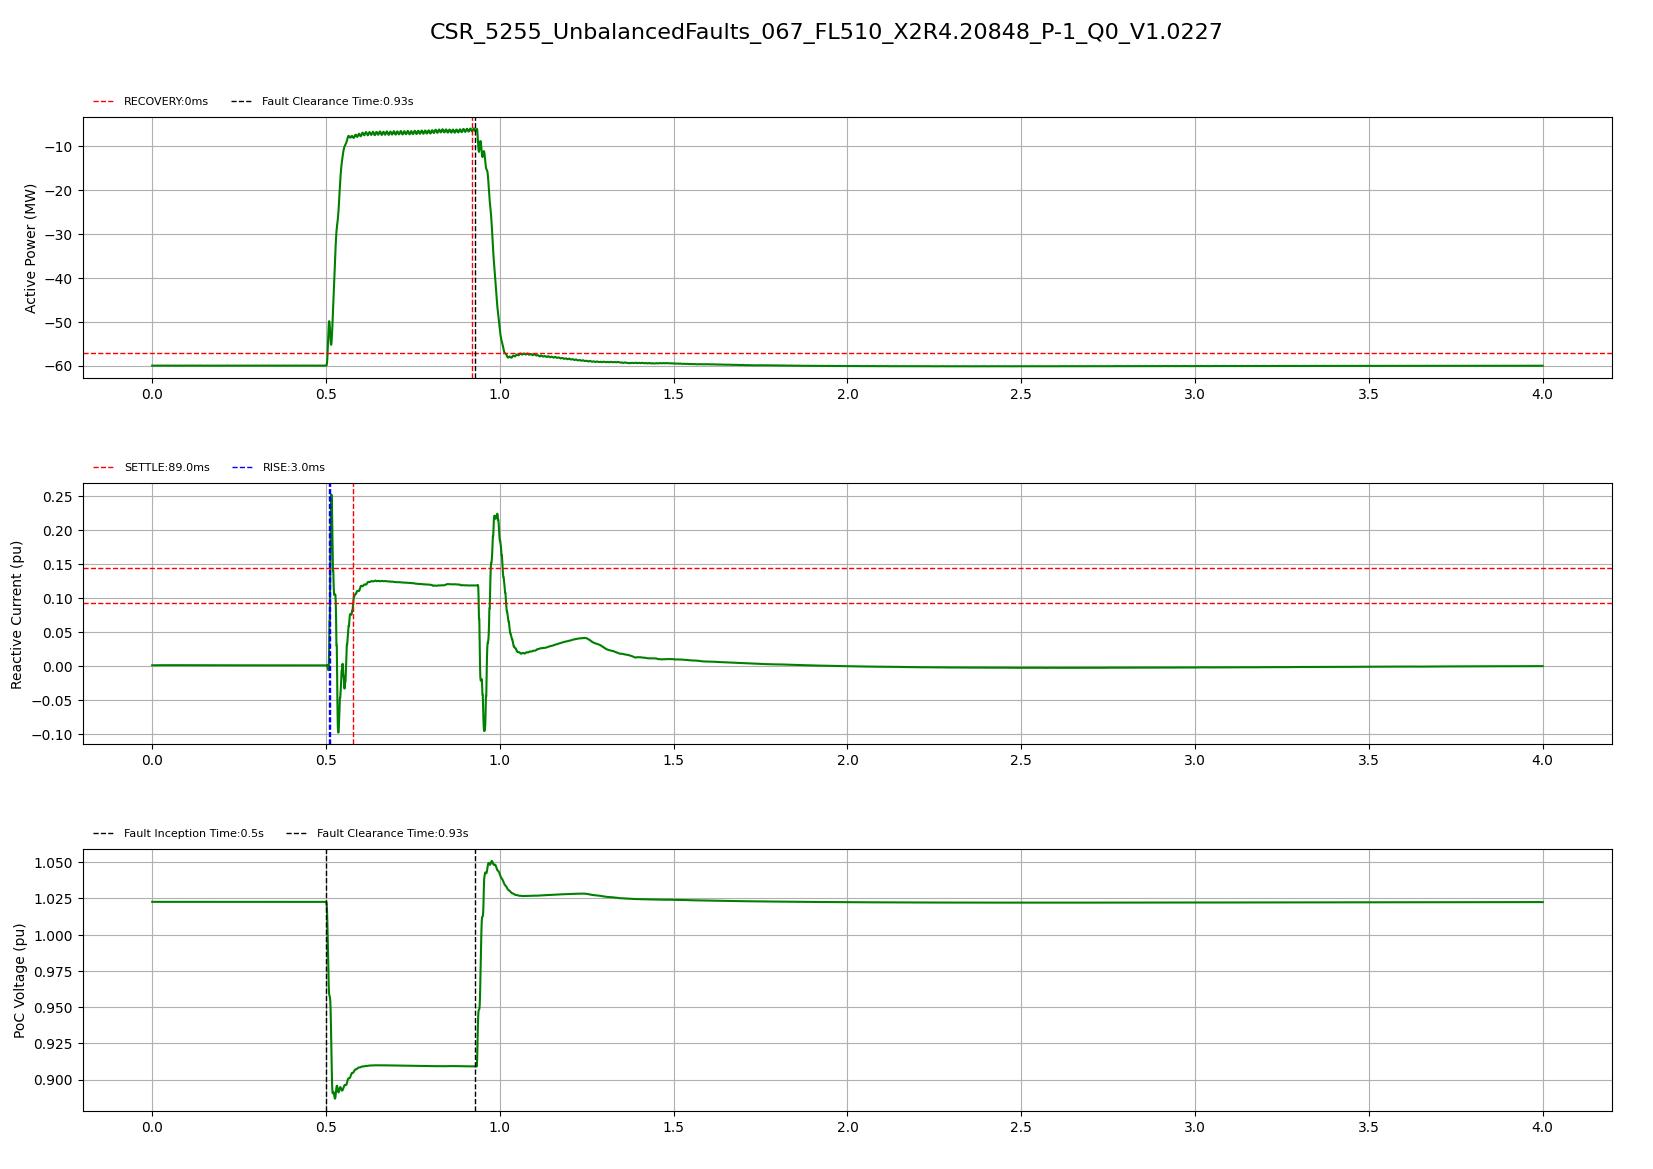 CSR_5255_UnbalancedFaults_067_FL510_X2R4.20848_P-1_Q0_V1.0227
RECOVERY:0ms Fault Clearance Time:0.93s
Active Power (MW)
−10
−20
−30
−40
−50
−60
0.0 0.5 1.0 1.5 2.0 2.5 3.0 3.5 4.0
SETTLE:89.0ms RISE:3.0ms
Reactive Current (pu)
0.25
0.20
0.15
0.10
0.05
0.00
−0.05
−0.10
0.0 0.5 1.0 1.5 2.0 2.5 3.0 3.5 4.0
Fault Inception Time:0.5s Fault Clearance Time:0.93s
PoC Voltage (pu)
1.050
1.025
1.000
0.975
0.950
0.925
0.900
0.0 0.5 1.0 1.5 2.0 2.5 3.0 3.5 4.0